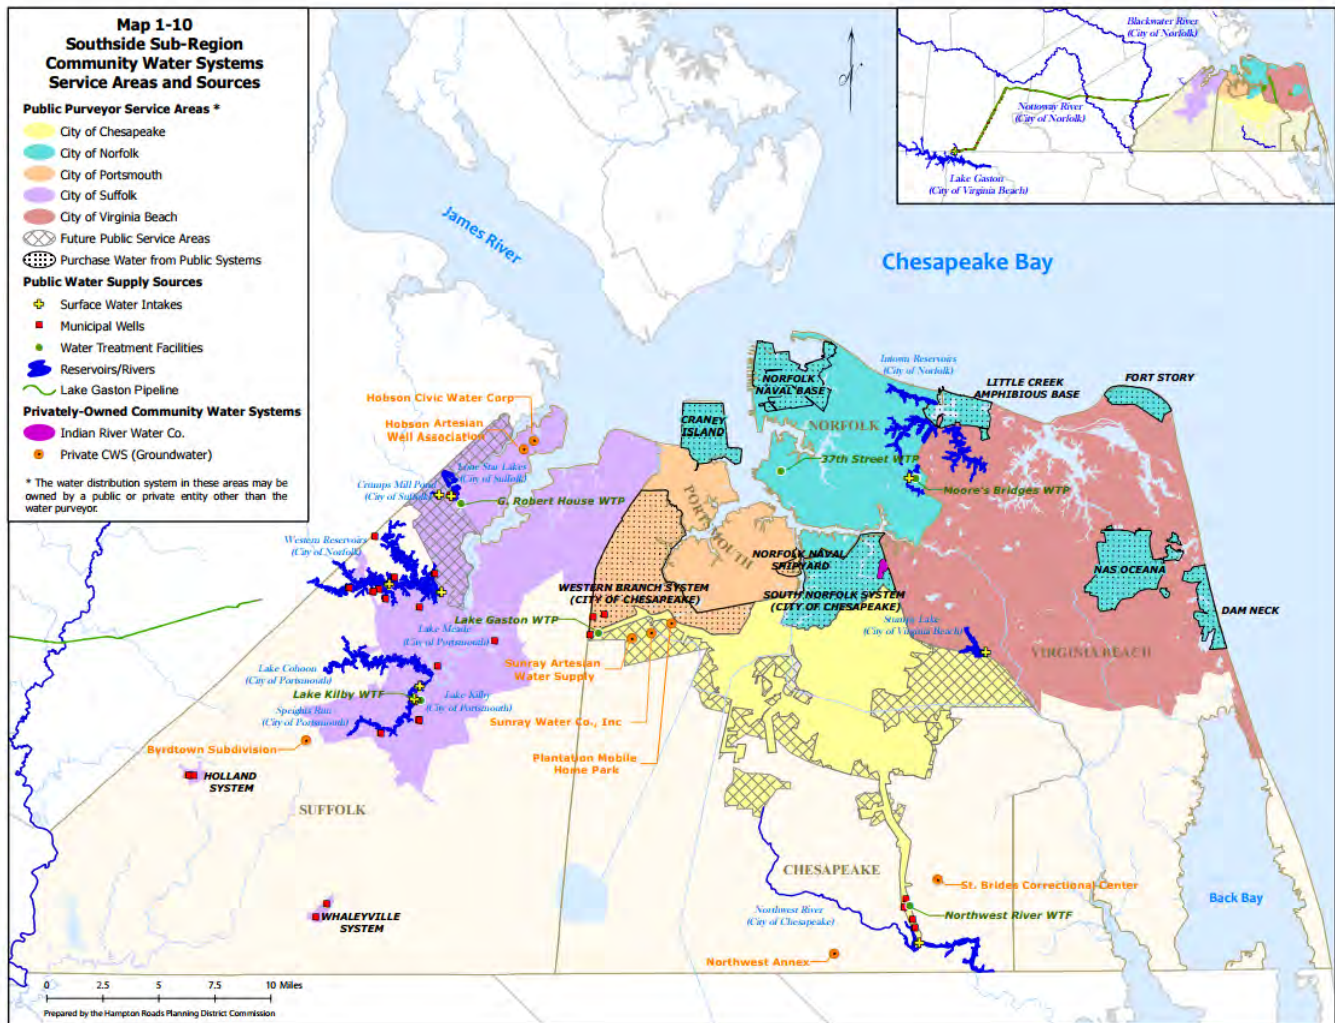 Map 1-10
Southside Sub-Region
Community Water Systems
Service Areas and Sources
Public Purveyor Service Areas *
City of Chesapeake
City of Norfolk
City of Portsmouth
City of Suffolk
City of Virginia Beach
Future Public Service Areas
Purchase Water from Public Systems
Public Water Supply Sources
Surface Water Intakes
Municipal Wells
Water Treatment Facilities
Reservoirs/Rivers
Lake Gaston Pipeline
Privately-Owned Community Water Systems
Indian River Water Co.
Private CWS (Groundwater)
* The water distribution system in these areas may be
owned by a public or private entity other than the
water purveyor.
Blackwater River
(City of Norfolk)
Nottoway River
(City of Norfolk)
Lake Gaston
(City of Virginia Beach)
James River
Chesapeake Bay
NORFOLK
NAVAL BASE
Intown Reservoirs
(City of Norfolk)
LITTLE CREEK
AMPHIBIOUS BASE
FORT STORY
Hobson Civic Water Corp
Hobson Artesian
Well Association
CRANEY
ISLAND
NORFOLK
37th Street WTP
Lone Star Lakes
(City of Suffolk)
Crumps Mill Pond
(City of Suffolk)
G. Robert House WTP
Moore's Bridges WTP
PORTSMOUTH
Western Reservoirs
(City of Norfolk)
NORFOLK NAVAL
SHIPYARD
NAS OCEANA
WESTERN BRANCH SYSTEM
(CITY OF CHESAPEAKE)
SOUTH NORFOLK SYSTEM
(CITY OF CHESAPEAKE)
DAM NECK
Lake Gaston WTP
Stumpy Lake
(City of Virginia Beach)
Lake Meade
(City of Portsmouth)
VIRGINIA BEACH
Sunray Artesian
Water Supply
Lake Cohoon
(City of Portsmouth)
Lake Kilby WTF
Lake Kilby
(City of Portsmouth)
Speights Run
(City of Portsmouth)
Sunray Water Co., Inc
Byrdtown Subdivision
Plantation Mobile
Home Park
HOLLAND
SYSTEM
SUFFOLK
CHESAPEAKE
St. Brides Correctional Center
Back Bay
WHALEYVILLE
SYSTEM
Northwest River
(City of Chesapeake)
Northwest River WTF
Northwest Annex
0 2.5 5 7.5 10 Miles
Prepared by the Hampton Roads Planning District Commission